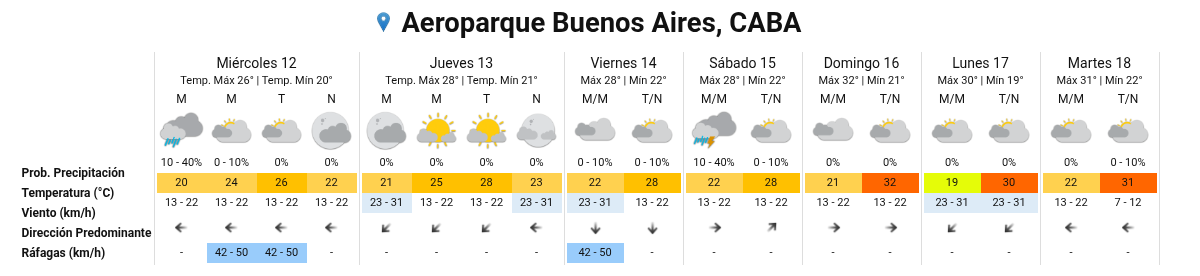 Aeroparque Buenos Aires, CABA
Miércoles 12 Jueves 13 Viernes 14 Sábado 15 Domingo 16 Lunes 17 Martes 18
Temp. Máx 26° | Temp. Mín 20° Temp. Máx 28° | Temp. Mín 21° Máx 28° | Mín 22° Máx 28° | Mín 22° Máx 32° | Mín 21° Máx 30° | Mín 19° Máx 31° | Mín 22°
M M T N M M T N M/M T/N M/M T/N M/M T/N M/M T/N M/M T/N
Prob. Precipitación 10 - 40% 0 - 10% 0% 0% 0% 0% 0% 0% 0 - 10% 0 - 10% 10 - 40% 0 - 10% 0% 0% 0% 0% 0% 0 - 10%
Temperatura (°C) 20 24 26 22 21 25 28 23 22 28 22 28 21 32 19 30 22 31
Viento (km/h) 13 - 22 13 - 22 13 - 22 13 - 22 23 - 31 13 - 22 13 - 22 23 - 31 23 - 31 13 - 22 13 - 22 13 - 22 13 - 22 13 - 22 23 - 31 23 - 31 13 - 22 7 - 12
Dirección Predominante
Ráfagas (km/h) - 42 - 50 42 - 50 - - - - - 42 - 50 - - - - - - - - -